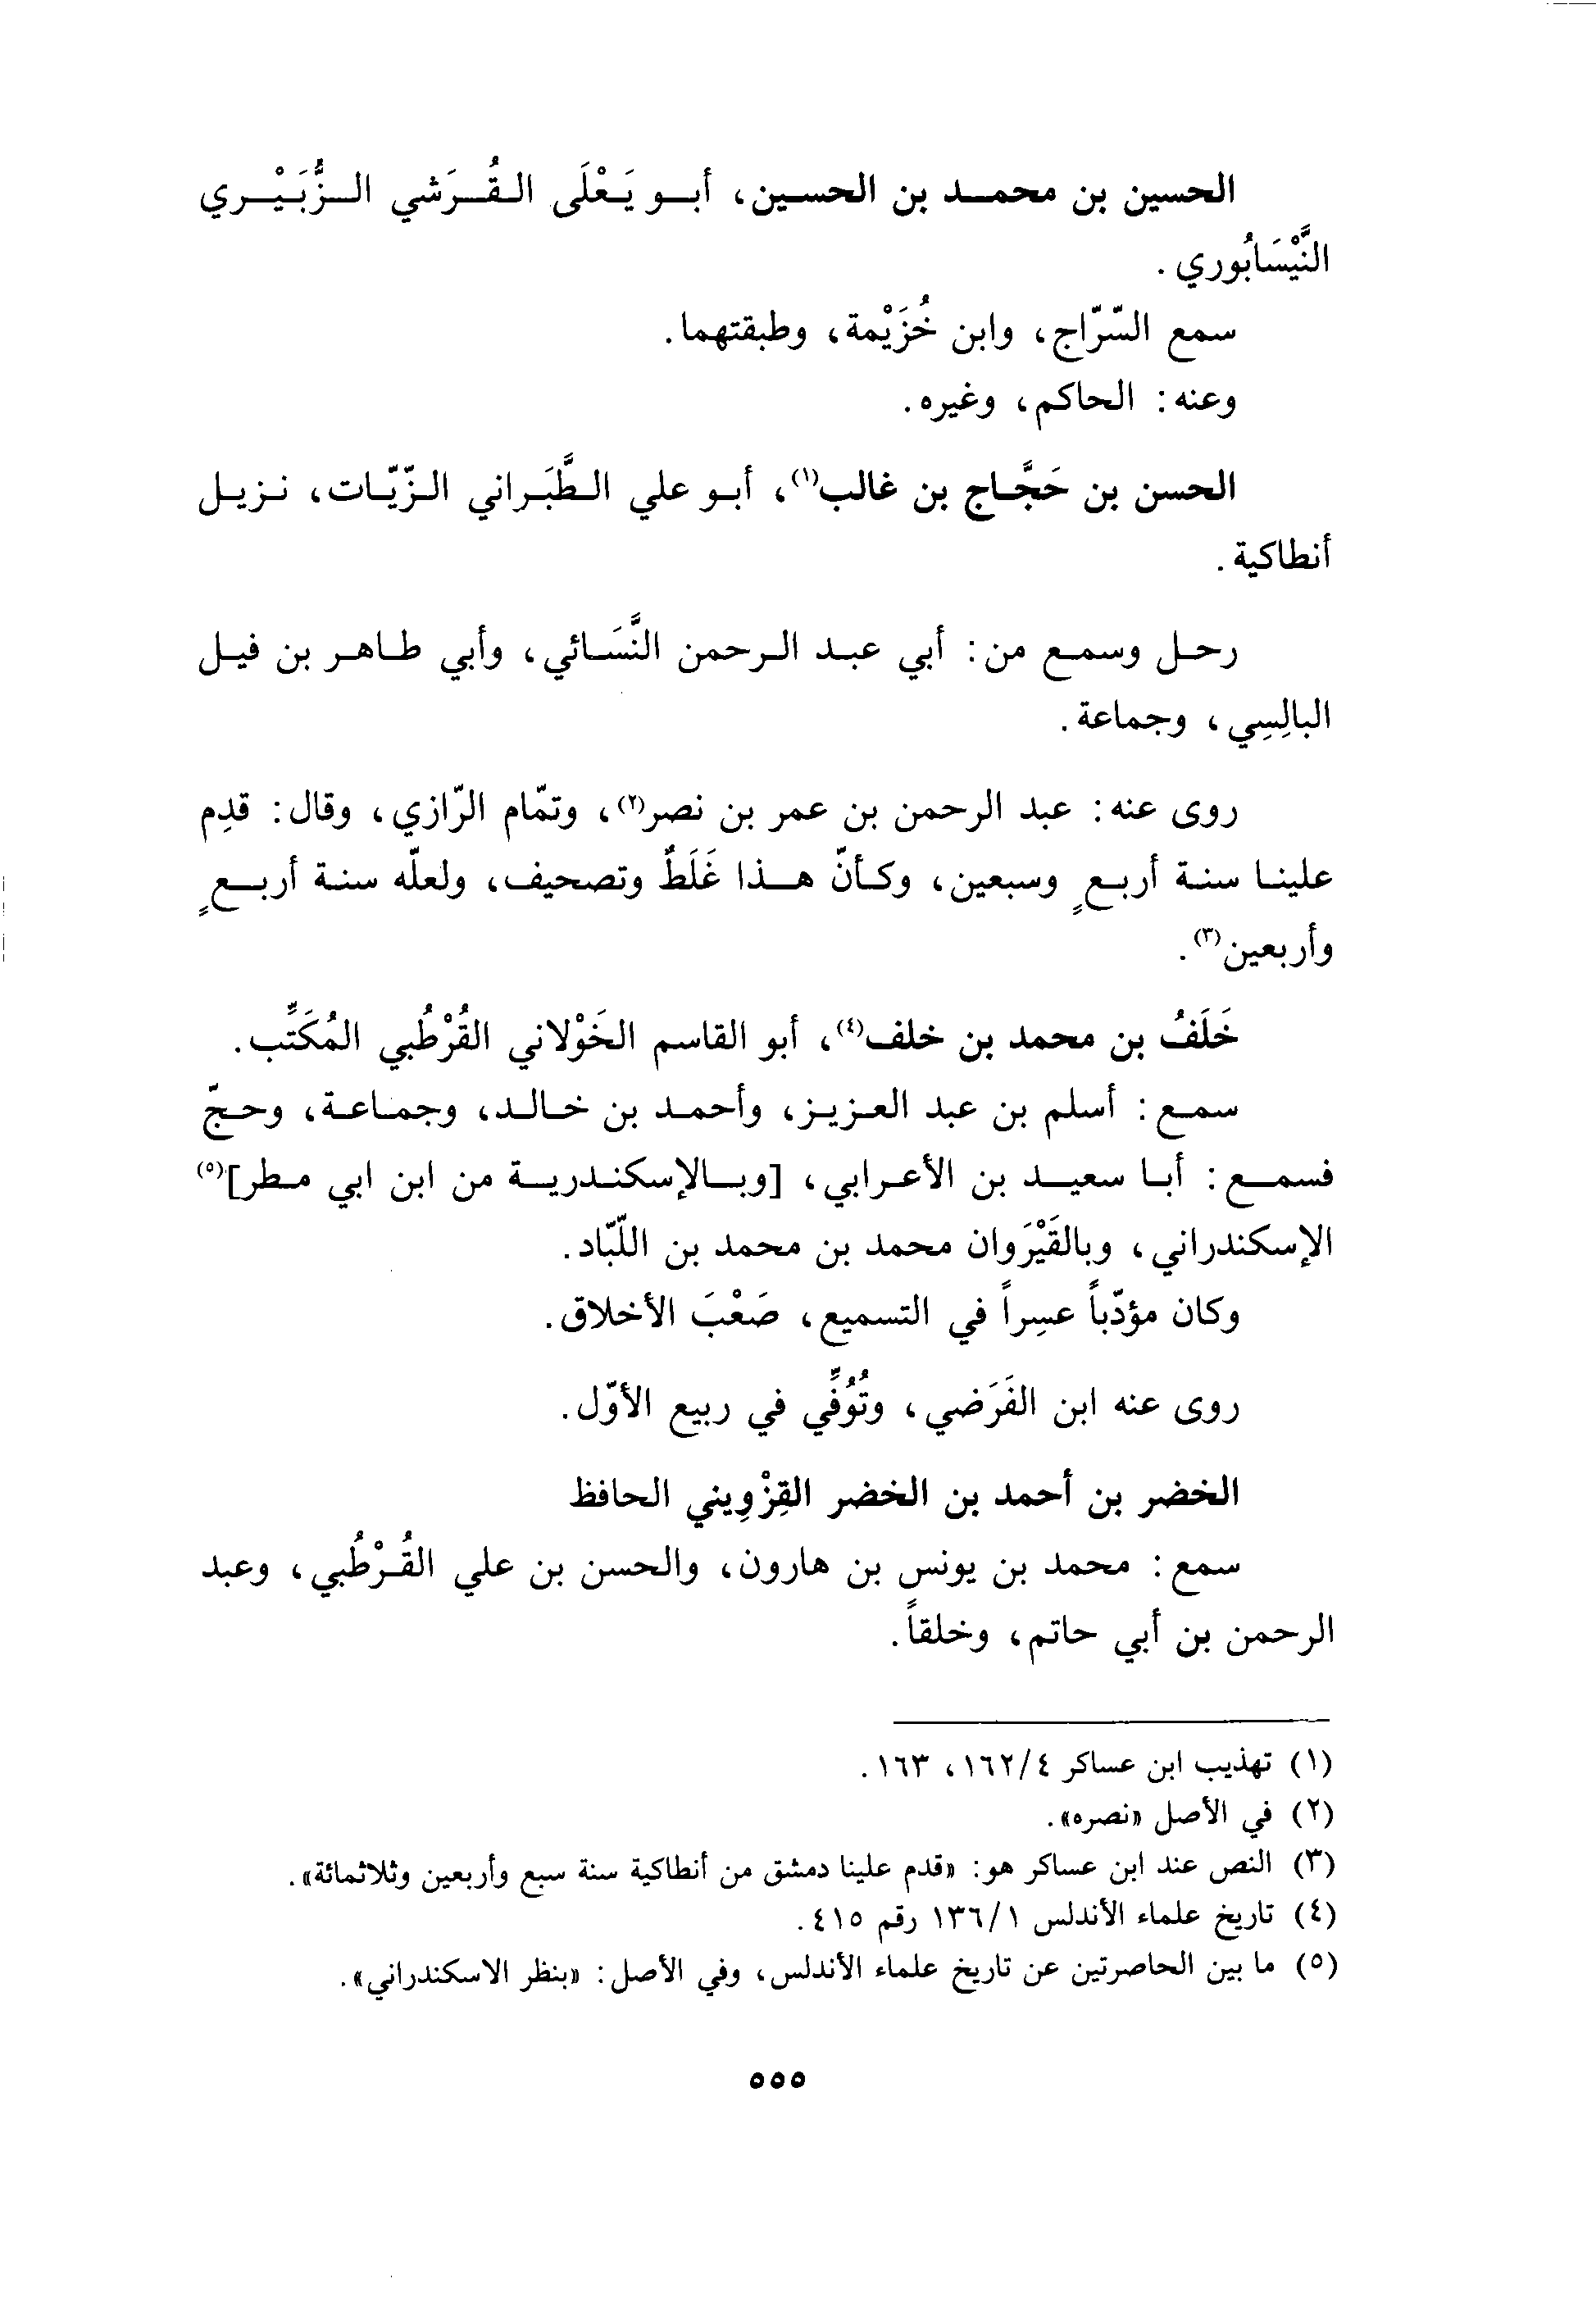 الحسين بن محمد بن الحسين، أبو يَعْلَى القُرَشي الزُّبَيْري
النَّيْسَابُوري.
سمع السّرّاج، وابن خُزَيْمة، وطبقتهما.
وعنه: الحاكم، وغيره.
الحسن بن حَجَّاج بن غالب(١)، أبو علي الطَّبَراني الزّيّات، نزيل
أنطاكية.
رحل وسمع من: أبي عبد الرحمن النَّسَائي، وأبي طاهر بن فيل
البالِسِي، وجماعة.
روى عنه: عبد الرحمن بن عمر بن نصر(٢)، وتمّام الرّازي، وقال: قدِم
علينا سنة أربعٍ وسبعين، وكأنّ هذا غَلَطٌ وتصحيف، ولعلّه سنة أربعٍ
وأربعين(٣).
خَلَفُ بن محمد بن خلف(٤)، أبو القاسم الخَوْلاني القُرْطُبي المُكَتِّب.
سمع: أسلم بن عبد العزيز، وأحمد بن خالد، وجماعة، وحجّ
فسمع: أبا سعيد بن الأعرابي، [وبالإسكندرية من ابن ابي مطر](٥)
الإسكندراني، وبالقَيْرَوان محمد بن محمد بن اللّبّاد.
وكان مؤدّباً عسِراً في التسميع، صَعْبَ الأخلاق.
روى عنه ابن الفَرَضي، وتُوُفِّي في ربيع الأوّل.
الخضر بن أحمد بن الخضر القِزْوِيني الحافظ
سمع: محمد بن يونس بن هارون، والحسن بن علي القُرْطُبي، وعبد
الرحمن بن أبي حاتم، وخلقاً.
(١) تهذيب ابن عساكر ٤/١٦٢، ١٦٣.
(٢) في الأصل «نصره».
(٣) النص عند ابن عساكر هو: «قدم علينا دمشق من أنطاكية سنة سبع وأربعين وثلاثمائة».
(٤) تاريخ علماء الأندلس ١/١٣٦ رقم ٤١٥.
(٥) ما بين الحاصرتين عن تاريخ علماء الأندلس، وفي الأصل: «بنظر الاسكندراني».
٥٥٥